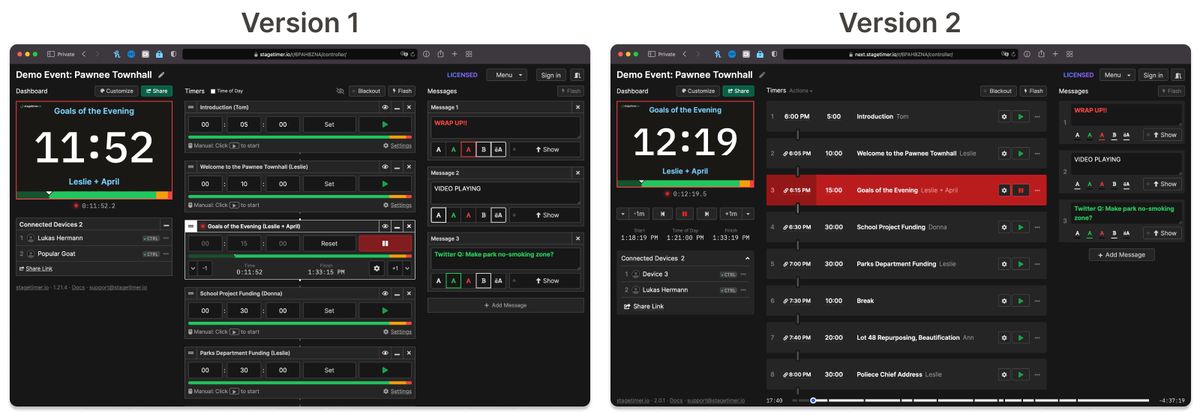 Version 1
Private
stagetimer.io/r/6PAH8ZNA/controller/
Demo Event: Pawnee Townhall
LICENSED
Menu
Sign in
Dashboard
Customize
Share
Timers
Time of Day
Blackout
Flash
Messages
Flash
Goals of the Evening
11:52
Leslie + April
0:11:52.2
Connected Devices 2
1 Lukas Hermann CTRL
2 Popular Goat CTRL
Share Link
stagetimer.io · 1.21.4 · Docs · support@stagetimer.io
Introduction (Tom)
00 : 05 : 00 Set
Manual: Click to start
Settings
Welcome to the Pawnee Townhall (Leslie)
00 : 10 : 00 Set
Manual: Click to start
Settings
Goals of the Evening (Leslie + April)
00 : 15 : 00 Reset
-1
Time
0:11:52
Finish
1:33:15 PM
+1
School Project Funding (Donna)
00 : 30 : 00 Set
Manual: Click to start
Settings
Parks Department Funding (Leslie)
00 : 30 : 00 Set
Manual: Click to start
Settings
Message 1
WRAP UP!!
A A A B āA
Show
Message 2
VIDEO PLAYING
A A A B āA
Show
Message 3
Twitter Q: Make park no-smoking zone?
A A A B āA
Show
+ Add Message
Version 2
Private
next.stagetimer.io/r/6PAH8ZNA/controller/
Demo Event: Pawnee Townhall
LICENSED
Menu
Sign in
Dashboard
Customize
Share
Timers
Actions
Blackout
Flash
Messages
Flash
Goals of the Evening
12:19
Leslie + April
0:12:19.5
-1m
+1m
Start
1:18:19 PM
Time of Day
1:21:00 PM
Finish
1:33:19 PM
Connected Devices 2
1 Device 3 CTRL
2 Lukas Hermann CTRL
Share Link
stagetimer.io · 2.0.1 · Docs · support@stagetimer.io
1 6:00 PM 5:00 Introduction Tom
2 6:05 PM 10:00 Welcome to the Pawnee Townhall Leslie
3 6:15 PM 15:00 Goals of the Evening Leslie + April
4 6:30 PM 30:00 School Project Funding Donna
5 7:00 PM 30:00 Parks Department Funding Leslie
6 7:30 PM 10:00 Break
7 7:40 PM 20:00 Lot 48 Repurposing, Beautification Ann
8 8:00 PM 30:00 Poliece Chief Address Leslie
17:40
-4:37:19
1
WRAP UP!!
A A A B āA
Show
2
VIDEO PLAYING
A A A B āA
Show
3
Twitter Q: Make park no-smoking
zone?
A A A B āA
Show
+ Add Message